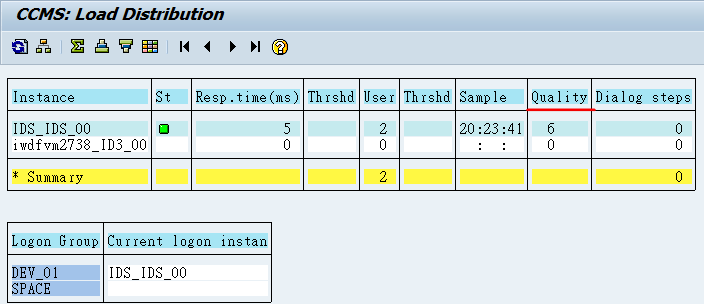 CCMS: Load Distribution
Instance St Resp.time(ms) Thrshd User Thrshd Sample Quality Dialog steps
IDS_IDS_00 5 2 20:23:41 6 0
iwdfvm2738_ID3_00 0 0 : : 0 0
* Summary 2 0
Logon Group Current logon instan
DEV_01 IDS_IDS_00
SPACE